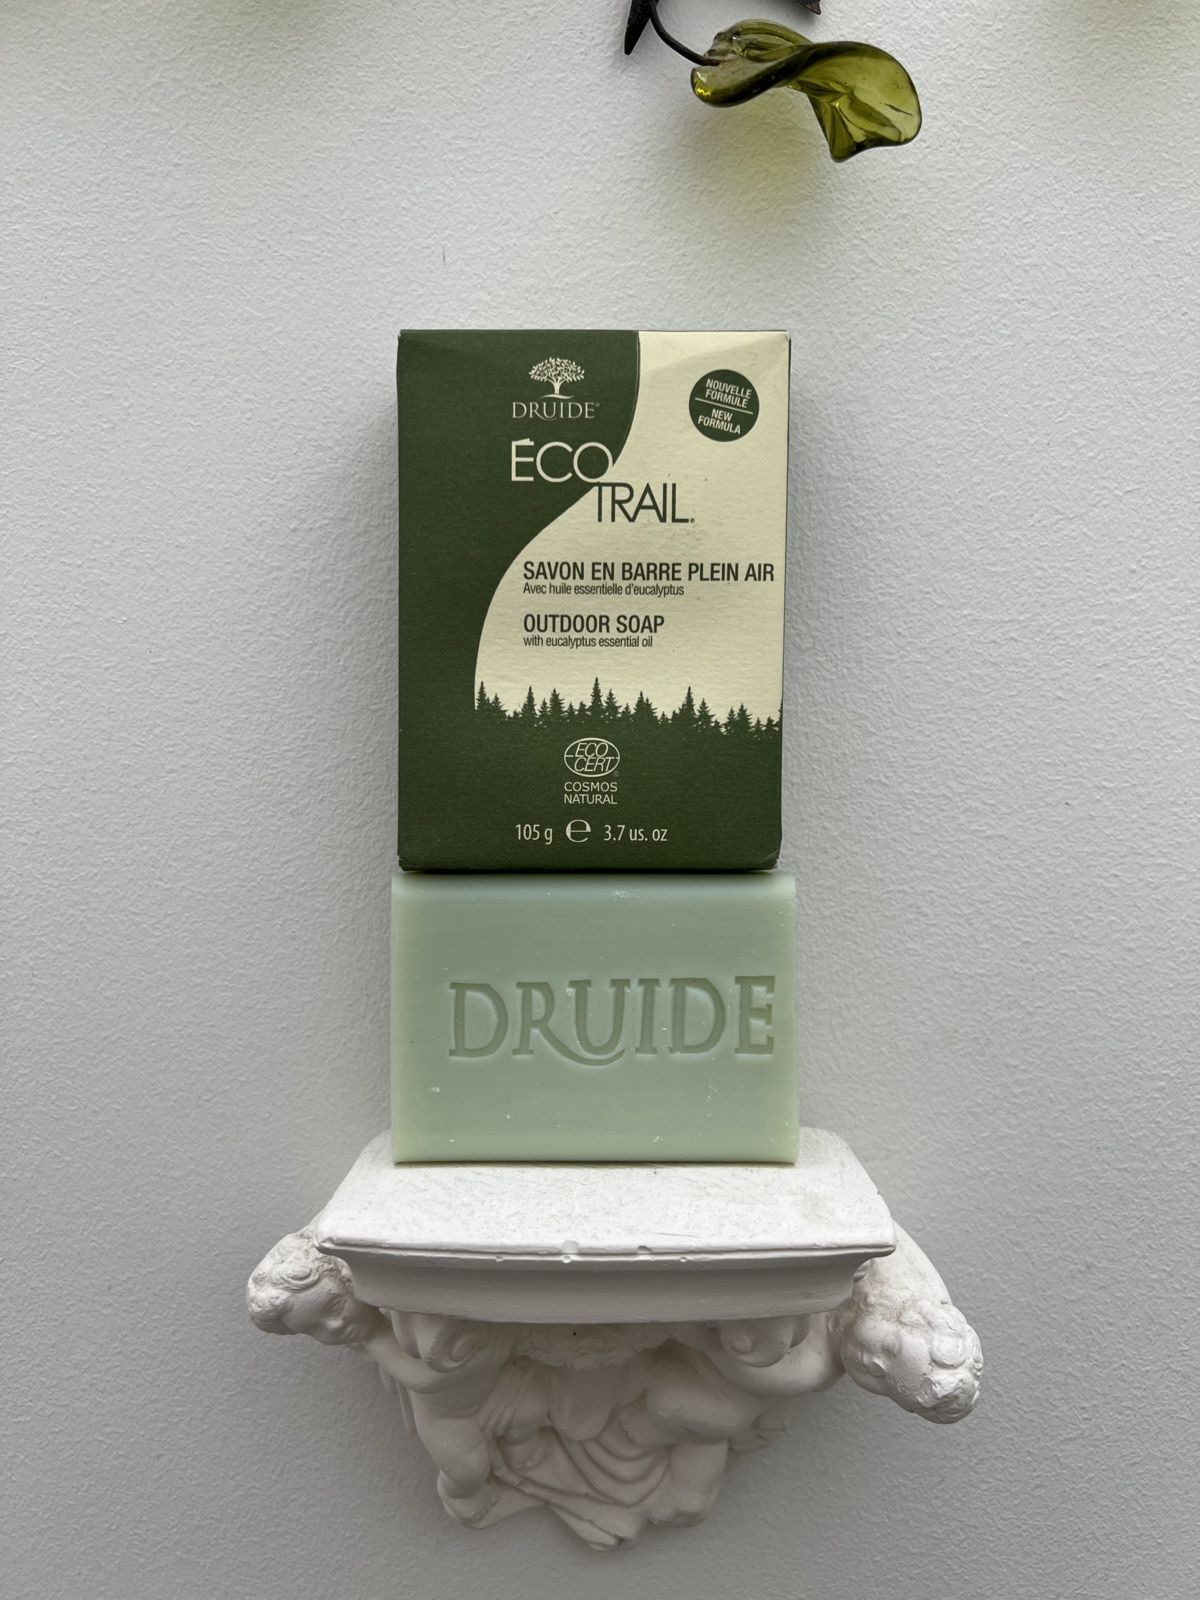 DRUIDE®
ÉCO
TRAIL®
NOUVELLE
FORMULE
NEW
FORMULA
SAVON EN BARRE PLEIN AIR
Avec huile essentielle d'eucalyptus
OUTDOOR SOAP
with eucalyptus essential oil
ECO
CERT®
COSMOS
NATURAL
105 g ℮ 3.7 us. oz
DRUIDE